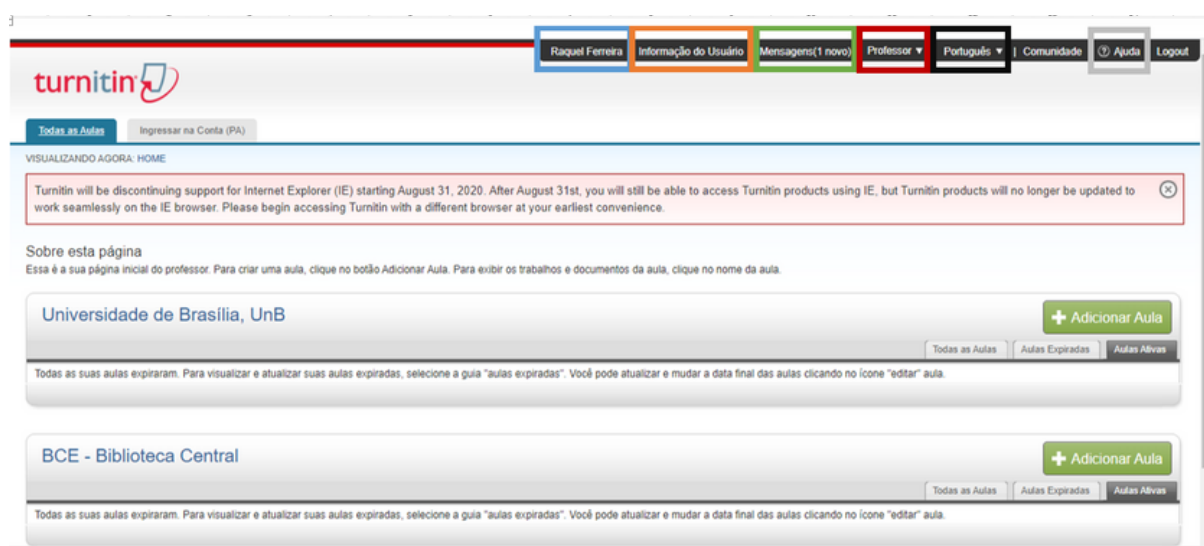 Raquel Ferreira Informação do Usuário Mensagens(1 novo) Professor ▼ Português ▼ | Comunidade ? Ajuda Logout
turnitin
Todas as Aulas Ingressar na Conta (PA)
VISUALIZANDO AGORA: HOME
Turnitin will be discontinuing support for Internet Explorer (IE) starting August 31, 2020. After August 31st, you will still be able to access Turnitin products using IE, but Turnitin products will no longer be updated to
work seamlessly on the IE browser. Please begin accessing Turnitin with a different browser at your earliest convenience.
Sobre esta página
Essa é a sua página inicial do professor. Para criar uma aula, clique no botão Adicionar Aula. Para exibir os trabalhos e documentos da aula, clique no nome da aula.
Universidade de Brasília, UnB
Adicionar Aula
Todas as Aulas Aulas Expiradas Aulas Ativas
Todas as suas aulas expiraram. Para visualizar e atualizar suas aulas expiradas, selecione a guia "aulas expiradas". Você pode atualizar e mudar a data final das aulas clicando no ícone "editar" aula.
BCE - Biblioteca Central
Adicionar Aula
Todas as Aulas Aulas Expiradas Aulas Ativas
Todas as suas aulas expiraram. Para visualizar e atualizar suas aulas expiradas, selecione a guia "aulas expiradas". Você pode atualizar e mudar a data final das aulas clicando no ícone "editar" aula.